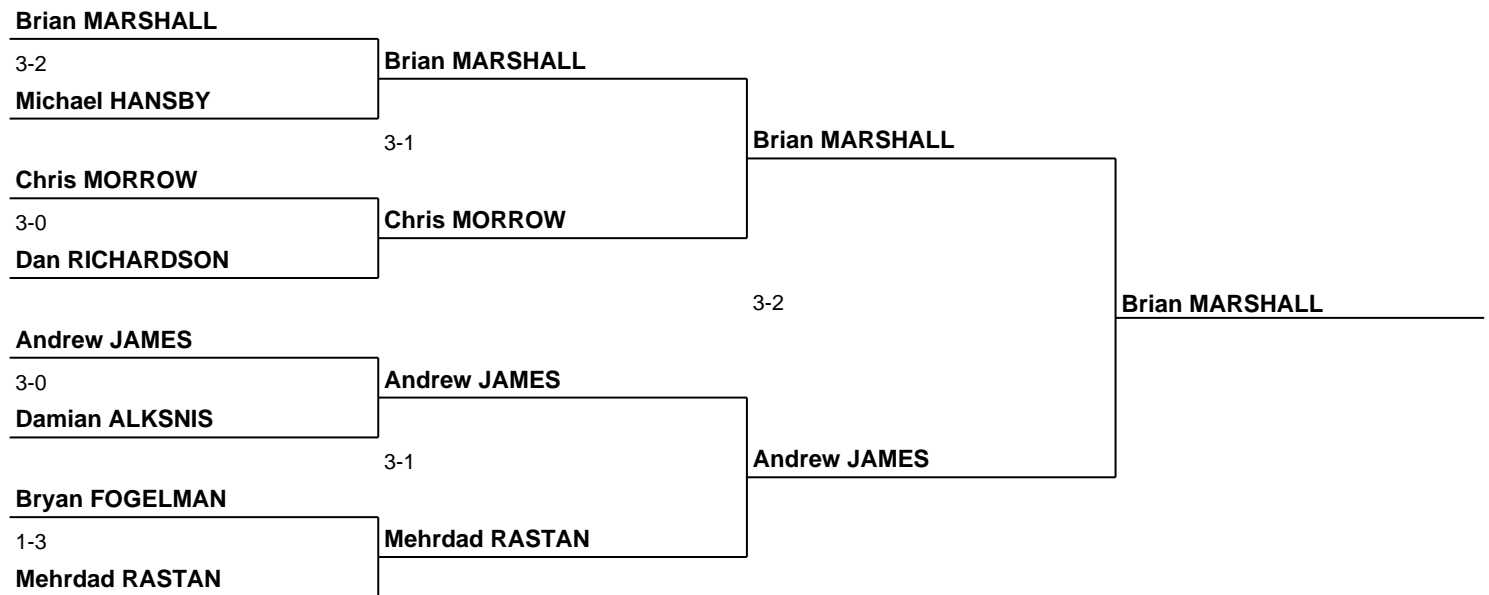 Brian MARSHALL
3-2
Brian MARSHALL
Michael HANSBY
3-1
Brian MARSHALL
Chris MORROW
3-0
Chris MORROW
Dan RICHARDSON
3-2
Brian MARSHALL
Andrew JAMES
3-0
Andrew JAMES
Damian ALKSNIS
3-1
Andrew JAMES
Bryan FOGELMAN
1-3
Mehrdad RASTAN
Mehrdad RASTAN